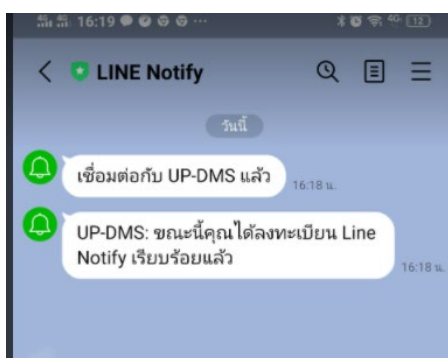 16:19
4G 12
LINE Notify
วันนี้
เชื่อมต่อกับ UP-DMS แล้ว
16:18 น.
UP-DMS: ขณะนี้คุณได้ลงทะเบียน Line
Notify เรียบร้อยแล้ว
16:18 น.